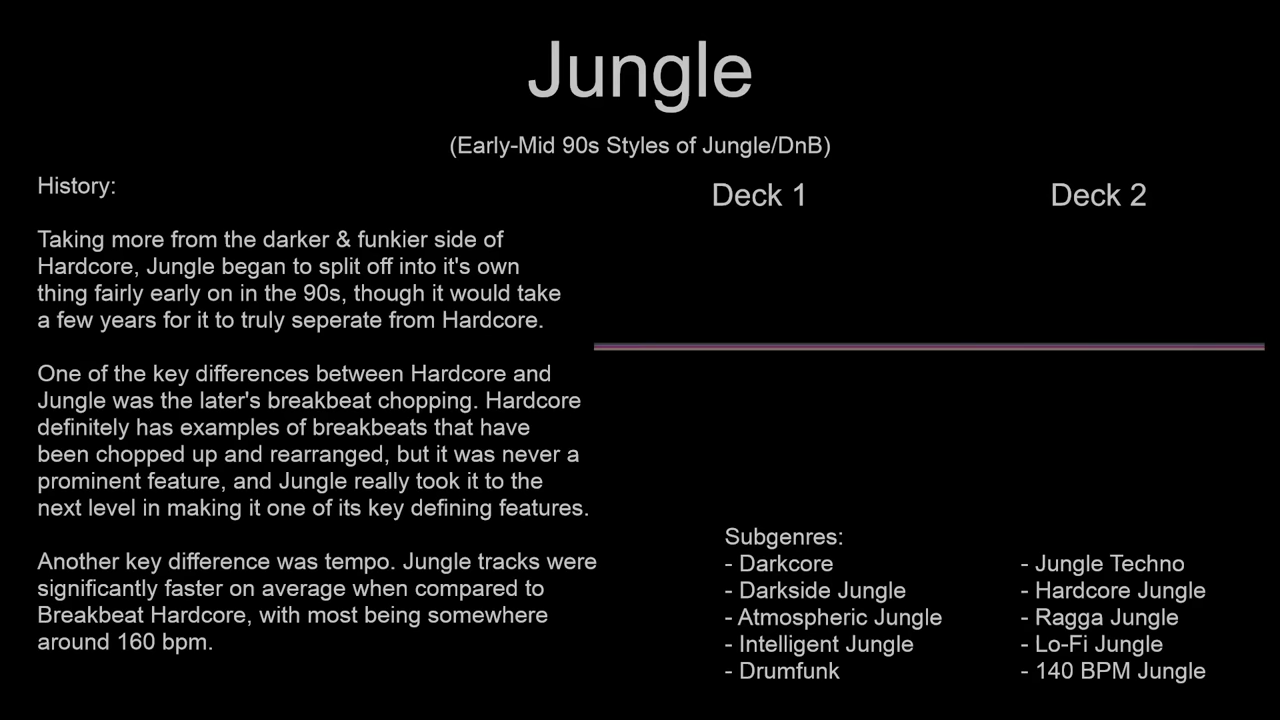 Jungle
(Early-Mid 90s Styles of Jungle/DnB)
History:
Taking more from the darker & funkier side of
Hardcore, Jungle began to split off into it's own
thing fairly early on in the 90s, though it would take
a few years for it to truly seperate from Hardcore.
One of the key differences between Hardcore and
Jungle was the later's breakbeat chopping. Hardcore
definitely has examples of breakbeats that have
been chopped up and rearranged, but it was never a
prominent feature, and Jungle really took it to the
next level in making it one of its key defining features.
Another key difference was tempo. Jungle tracks were
significantly faster on average when compared to
Breakbeat Hardcore, with most being somewhere
around 160 bpm.
Deck 1
Deck 2
Subgenres:
- Darkcore
- Darkside Jungle
- Atmospheric Jungle
- Intelligent Jungle
- Drumfunk
- Jungle Techno
- Hardcore Jungle
- Ragga Jungle
- Lo-Fi Jungle
- 140 BPM Jungle